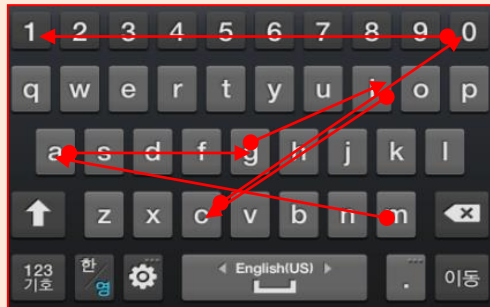 1 2 3 4 5 6 7 8 9 0
q w e r t y u i o p
a s d f g h j k l
z x c v b n m
123 한 English(US) . 이동
기호 영